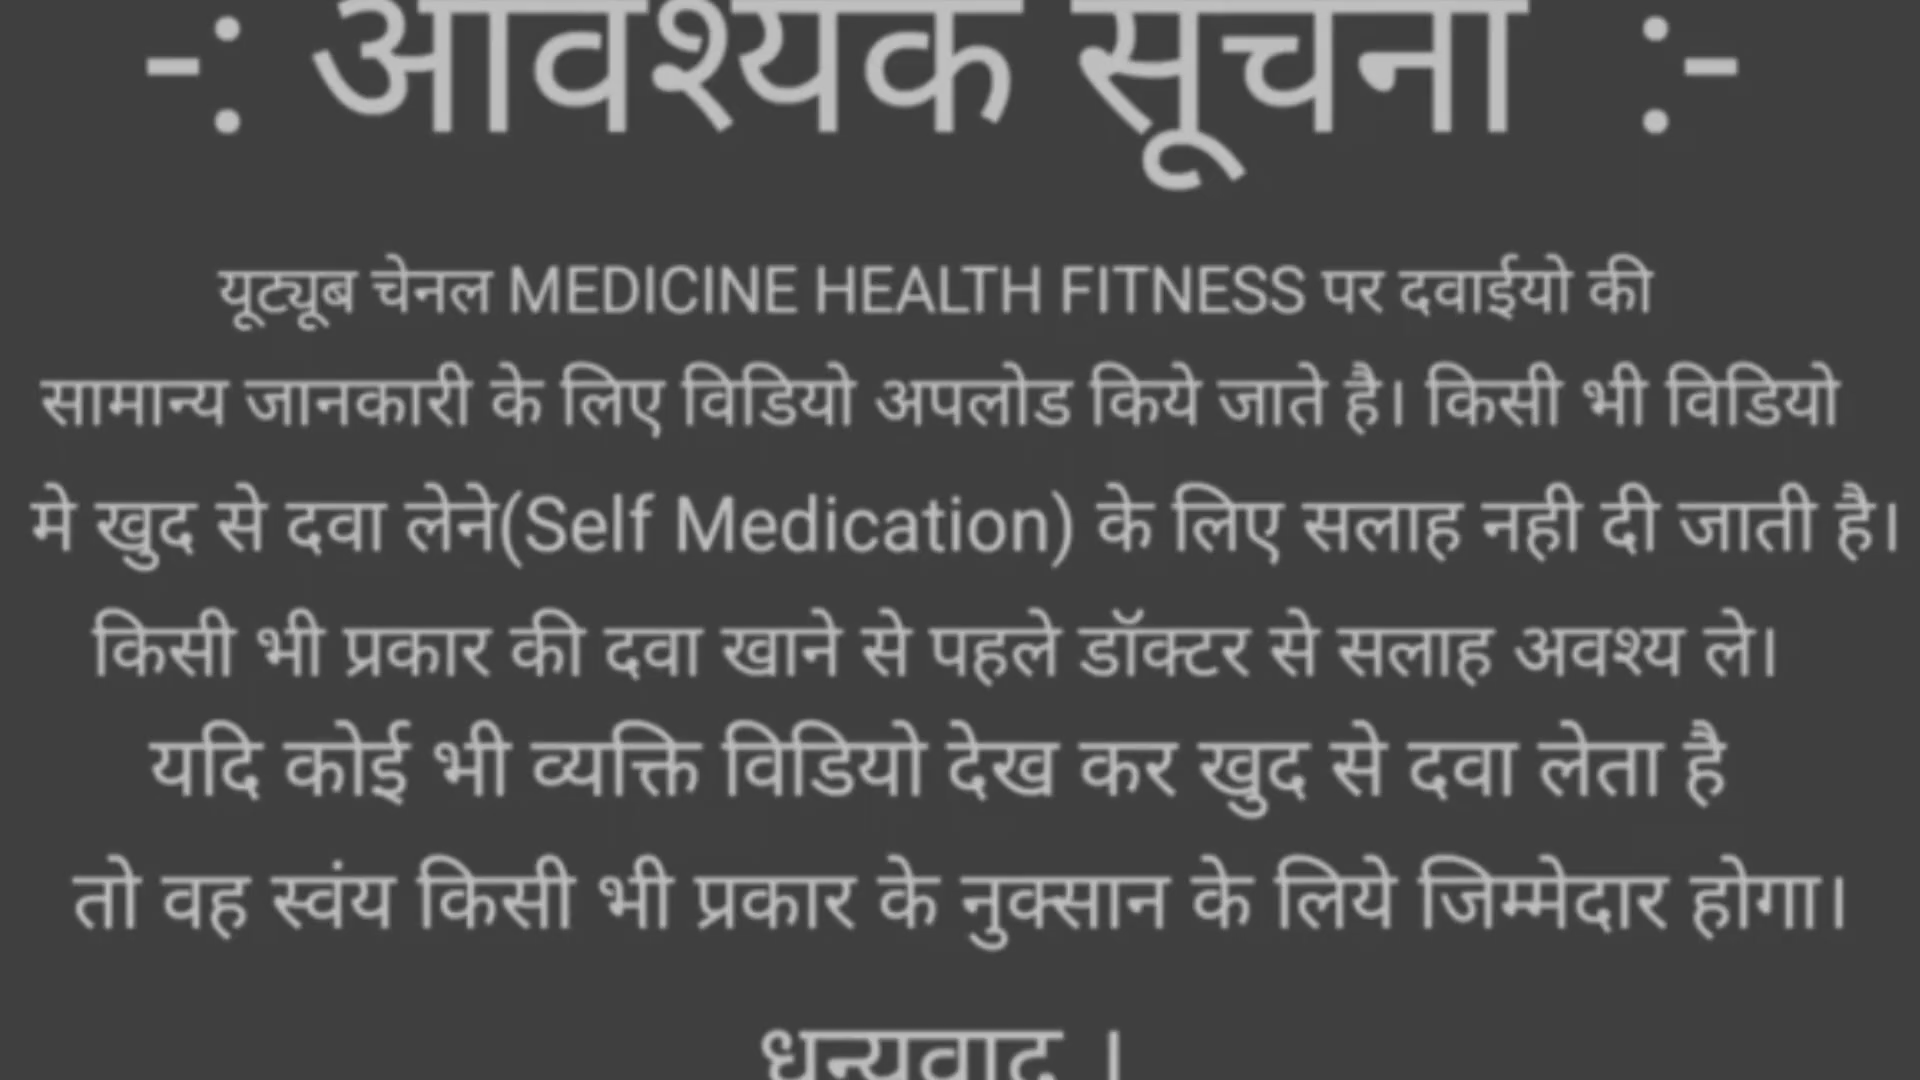 -: आवश्यक सूचना :-
यूट्यूब चेनल MEDICINE HEALTH FITNESS पर दवाईयो की
सामान्य जानकारी के लिए विडियो अपलोड किये जाते है। किसी भी विडियो
मे खुद से दवा लेने(Self Medication) के लिए सलाह नही दी जाती है।
किसी भी प्रकार की दवा खाने से पहले डॉक्टर से सलाह अवश्य ले।
यदि कोई भी व्यक्ति विडियो देख कर खुद से दवा लेता है
तो वह स्वंय किसी भी प्रकार के नुक्सान के लिये जिम्मेदार होगा।
धन्यवाद ।